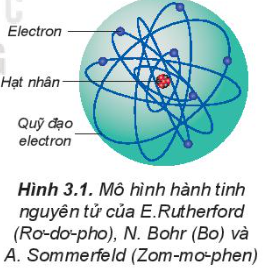 Electron
Hạt nhân
Quỹ đạo
electron
Hình 3.1. Mô hình hành tinh
nguyên tử của E.Rutherford
(Rơ-dơ-pho), N. Bohr (Bo) và
A. Sommerfeld (Zom-mơ-phen)